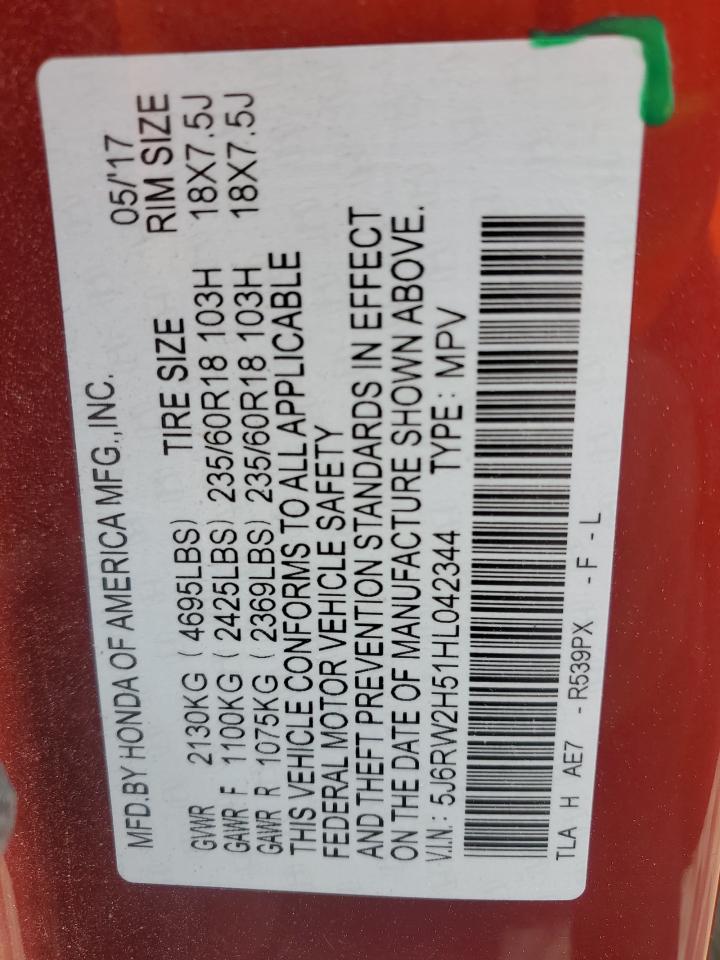 MFD.BY HONDA OF AMERICA MFG.,INC. 05/'17
TIRE SIZE RIM SIZE
GVWR 2130KG ( 4695LBS)
GAWR F 1100KG ( 2425LBS) 235/60R18 103H 18X7.5J
GAWR R 1075KG ( 2369LBS) 235/60R18 103H 18X7.5J
THIS VEHICLE CONFORMS TO ALL APPLICABLE
FEDERAL MOTOR VEHICLE SAFETY
AND THEFT PREVENTION STANDARDS IN EFFECT
ON THE DATE OF MANUFACTURE SHOWN ABOVE.
V.I.N.: 5J6RW2H51HL042344 TYPE: MPV
TLA H AE7 - R539PX - F - L